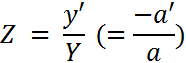 Z = y′/Y (= −a′/a)